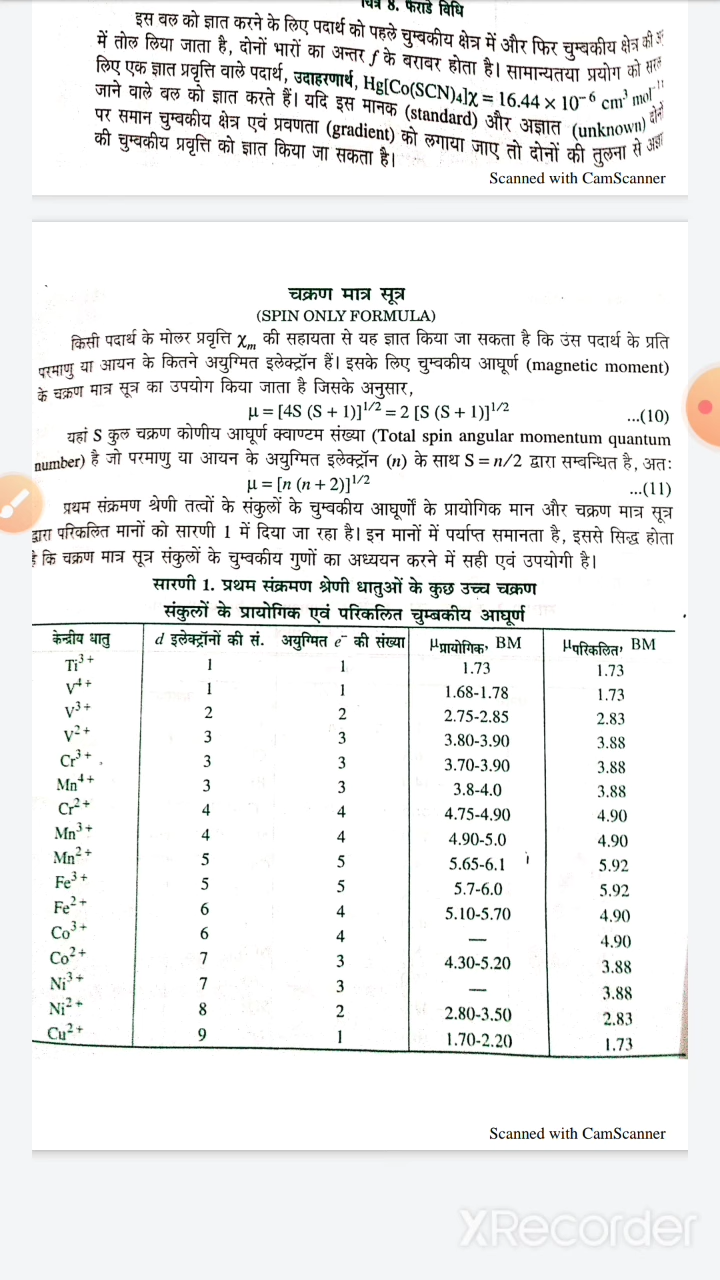 चित्र 8. फैराडे विधि
इस बल को ज्ञात करने के लिए पदार्थ को पहले चुम्बकीय क्षेत्र में और फिर चुम्बकीय क्षेत्र की
में तोल लिया जाता है, दोनों भारों का अन्तर f के बराबर होता है। सामान्यतया प्रयोग को सरल
लिए एक ज्ञात प्रवृत्ति वाले पदार्थ, उदाहरणार्थ, Hg[Co(SCN)₄]χ = 16.44 × 10⁻⁶ cm³ mol⁻¹
जाने वाले बल को ज्ञात करते हैं। यदि इस मानक (standard) और अज्ञात (unknown) दोनों
पर समान चुम्बकीय क्षेत्र एवं प्रवणता (gradient) को लगाया जाए तो दोनों की तुलना से
की चुम्बकीय प्रवृत्ति को ज्ञात किया जा सकता है।
Scanned with CamScanner
चक्रण मात्र सूत्र
(SPIN ONLY FORMULA)
किसी पदार्थ के मोलर प्रवृत्ति χₘ की सहायता से यह ज्ञात किया जा सकता है कि उस पदार्थ के प्रति
परमाणु या आयन के कितने अयुग्मित इलेक्ट्रॉन हैं। इसके लिए चुम्बकीय आघूर्ण (magnetic moment)
के चक्रण मात्र सूत्र का उपयोग किया जाता है जिसके अनुसार,
μ = [4S (S + 1)]^1/2 = 2 [S (S + 1)]^1/2 ...(10)
यहां S कुल चक्रण कोणीय आघूर्ण क्वाण्टम संख्या (Total spin angular momentum quantum
number) है जो परमाणु या आयन के अयुग्मित इलेक्ट्रॉन (n) के साथ S = n/2 द्वारा सम्बन्धित है, अतः
μ = [n (n + 2)]^1/2 ...(11)
प्रथम संक्रमण श्रेणी तत्वों के संकुलों के चुम्बकीय आघूर्णों के प्रायोगिक मान और चक्रण मात्र सूत्र
द्वारा परिकलित मानों को सारणी 1 में दिया जा रहा है। इन मानों में पर्याप्त समानता है, इससे सिद्ध होता
है कि चक्रण मात्र सूत्र संकुलों के चुम्बकीय गुणों का अध्ययन करने में सही एवं उपयोगी है।
सारणी 1. प्रथम संक्रमण श्रेणी धातुओं के कुछ उच्च चक्रण
संकुलों के प्रायोगिक एवं परिकलित चुम्बकीय आघूर्ण
केन्द्रीय धातु d इलेक्ट्रॉनों की सं. अयुग्मित e⁻ की संख्या μप्रायोगिक, BM μपरिकलित, BM
Ti³⁺ 1 1 1.73 1.73
V⁴⁺ 1 1 1.68-1.78 1.73
V³⁺ 2 2 2.75-2.85 2.83
V²⁺ 3 3 3.80-3.90 3.88
Cr³⁺ 3 3 3.70-3.90 3.88
Mn⁴⁺ 3 3 3.8-4.0 3.88
Cr²⁺ 4 4 4.75-4.90 4.90
Mn³⁺ 4 4 4.90-5.0 4.90
Mn²⁺ 5 5 5.65-6.1 5.92
Fe³⁺ 5 5 5.7-6.0 5.92
Fe²⁺ 6 4 5.10-5.70 4.90
Co³⁺ 6 4 — 4.90
Co²⁺ 7 3 4.30-5.20 3.88
Ni³⁺ 7 3 — 3.88
Ni²⁺ 8 2 2.80-3.50 2.83
Cu²⁺ 9 1 1.70-2.20 1.73
Scanned with CamScanner
XRecorder